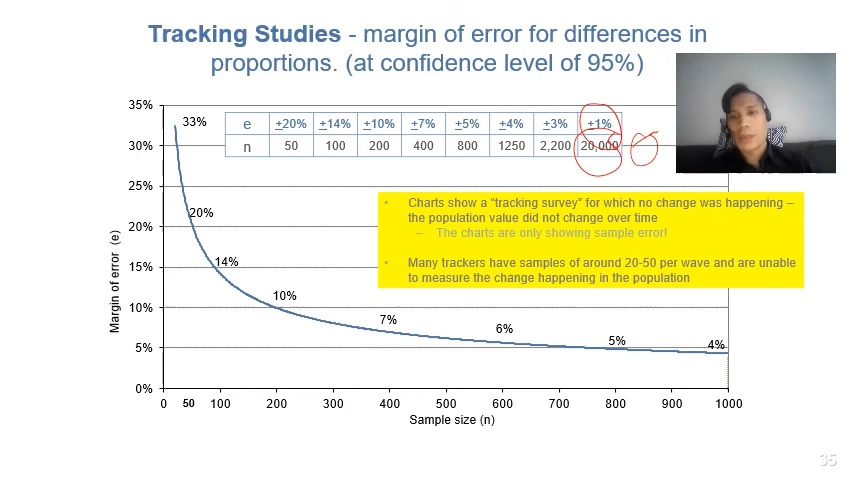 Tracking Studies - margin of error for differences in
proportions. (at confidence level of 95%)
35%
30%
25%
20%
15%
10%
5%
0%
Margin of error (e)
33%
20%
14%
10%
7%
6%
5%
4%
e +20% +14% +10% +7% +5% +4% +3% +1%
n 50 100 200 400 800 1250 2,200 20,000
• Charts show a “tracking survey” for which no change was happening –
the population value did not change over time
– The charts are only showing sample error!
• Many trackers have samples of around 20-50 per wave and are unable
to measure the change happening in the population
0 50 100 200 300 400 500 600 700 800 900 1000
Sample size (n)
35